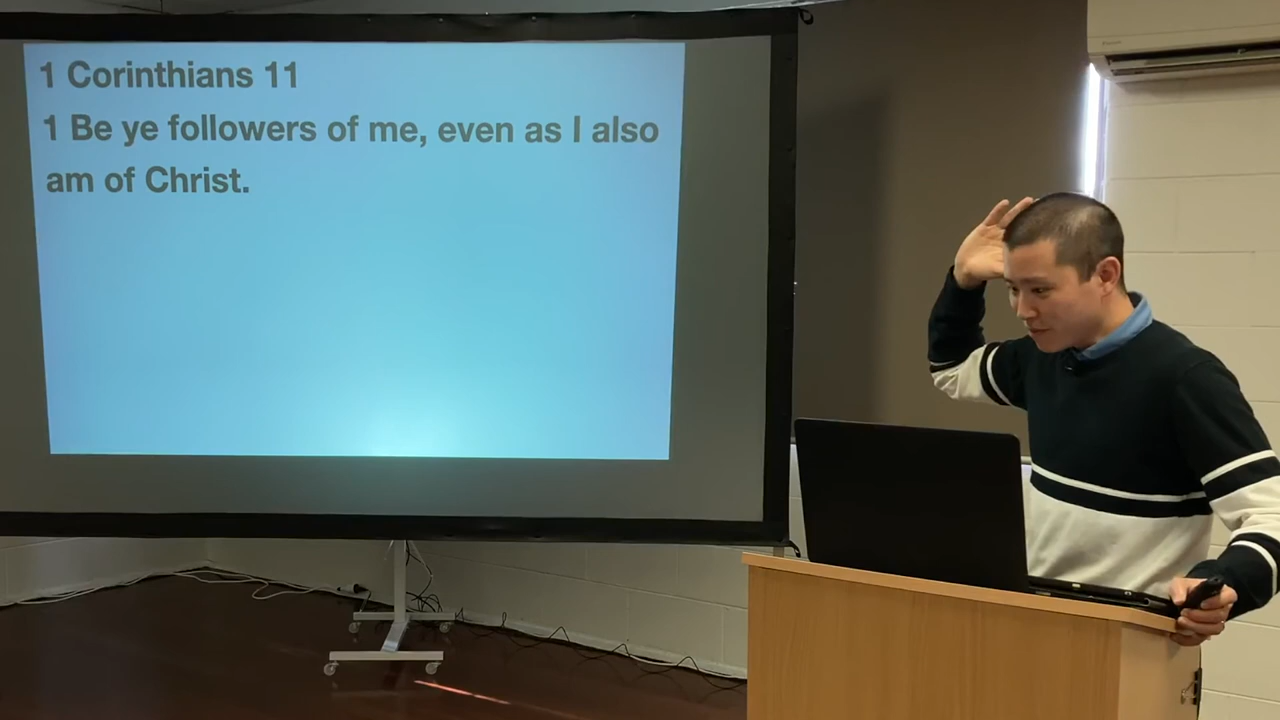 1 Corinthians 11
1 Be ye followers of me, even as I also
am of Christ.